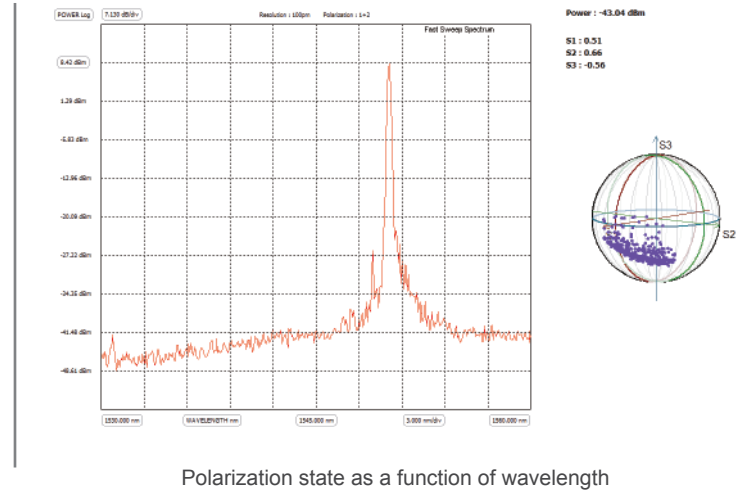 POWER Log
7.130 dB/div
Resolution : 100pm Polarization : 1+2
Fast Sweep Spectrum
Power : -43.04 dBm
S1 : 0.51
S2 : 0.66
S3 : -0.56
8.42 dBm
1.29 dBm
-5.83 dBm
-12.96 dBm
-20.09 dBm
-27.22 dBm
-34.35 dBm
-41.48 dBm
-48.61 dBm
S3
S2
1530.000 nm
WAVELENGTH nm
1545.000 nm
3.000 nm/div
1560.000 nm
Polarization state as a function of wavelength